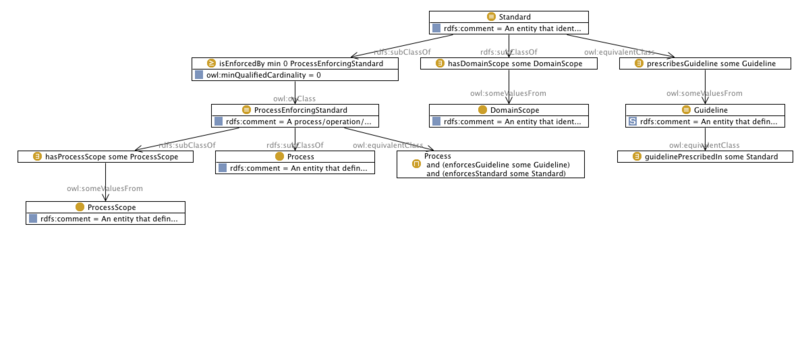 Standard
rdfs:comment = An entity that ident...
rdfs:subClassOf
rdfs:subClassOf
owl:equivalentClass
isEnforcedBy min 0 ProcessEnforcingStandard
owl:minQualifiedCardinality = 0
hasDomainScope some DomainScope
prescribesGuideline some Guideline
owl:onClass
owl:someValuesFrom
owl:someValuesFrom
ProcessEnforcingStandard
rdfs:comment = A process/operation/...
DomainScope
rdfs:comment = An entity that ident...
Guideline
rdfs:comment = An entity that defin...
rdfs:subClassOf
rdfs:subClassOf
owl:equivalentClass
owl:equivalentClass
hasProcessScope some ProcessScope
Process
rdfs:comment = An entity that defin...
Process
and (enforcesGuideline some Guideline)
and (enforcesStandard some Standard)
guidelinePrescribedIn some Standard
owl:someValuesFrom
ProcessScope
rdfs:comment = An entity that defin...